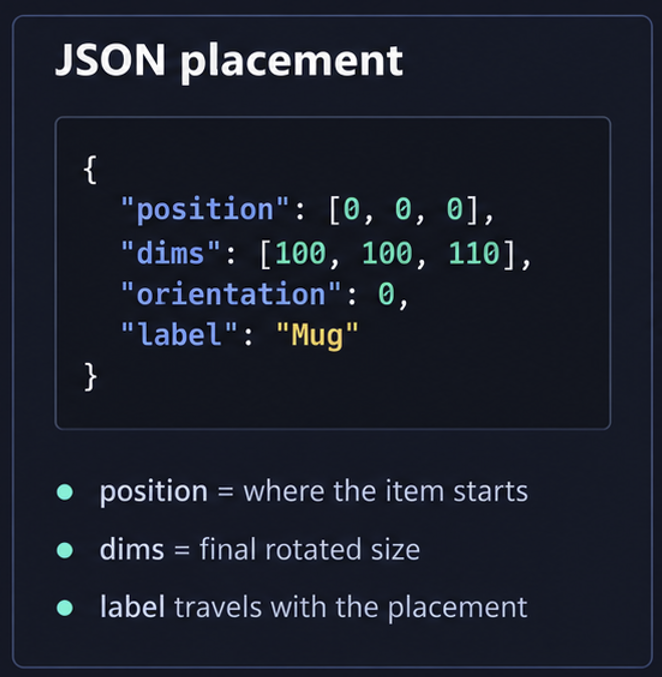 JSON placement
{
"position": [0, 0, 0],
"dims": [100, 100, 110],
"orientation": 0,
"label": "Mug"
}
position = where the item starts
dims = final rotated size
label travels with the placement